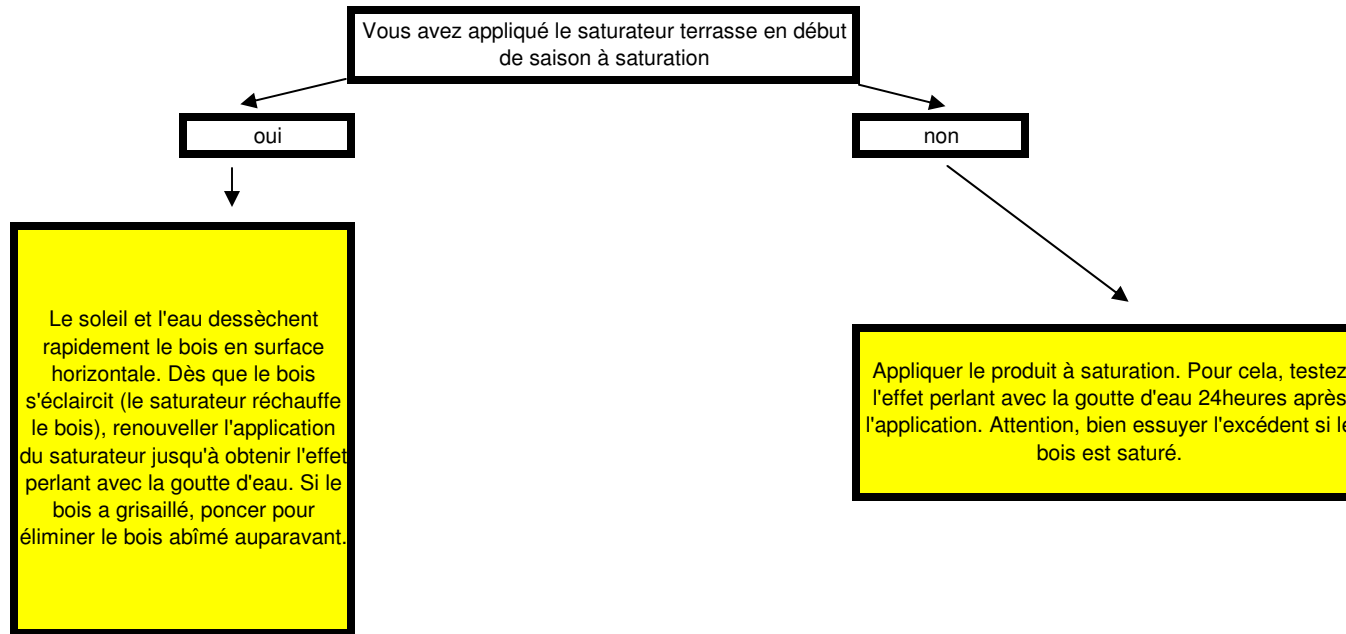 Vous avez appliqué le saturateur terrasse en début
de saison à saturation
oui
non
Le soleil et l'eau dessèchent
rapidement le bois en surface
horizontale. Dès que le bois
s'éclaircit (le saturateur réchauffe
le bois), renouveller l'application
du saturateur jusqu'à obtenir l'effet
perlant avec la goutte d'eau. Si le
bois a grisaillé, poncer pour
éliminer le bois abîmé auparavant.
Appliquer le produit à saturation. Pour cela, testez
l'effet perlant avec la goutte d'eau 24heures après
l'application. Attention, bien essuyer l'excédent si le
bois est saturé.